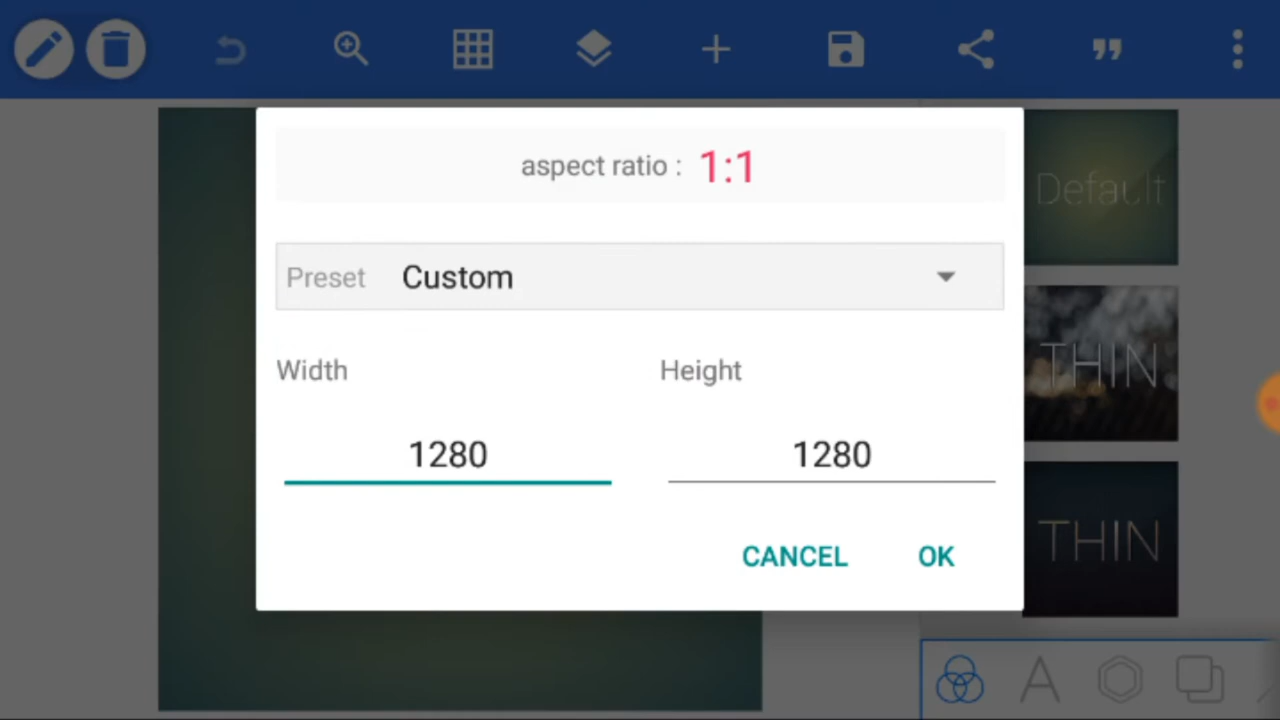 aspect ratio : 1:1
Preset Custom
Width Height
1280 1280
CANCEL OK
Default
THIN
THIN
A